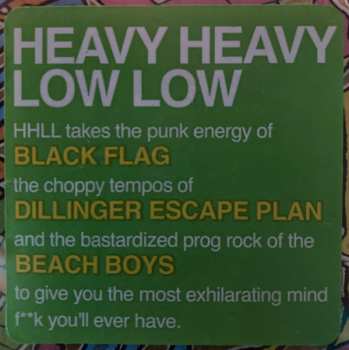 HEAVY HEAVY
LOW LOW
HHLL takes the punk energy of
BLACK FLAG
the choppy tempos of
DILLINGER ESCAPE PLAN
and the bastardized prog rock of the
BEACH BOYS
to give you the most exhilarating mind
f**k you'll ever have.